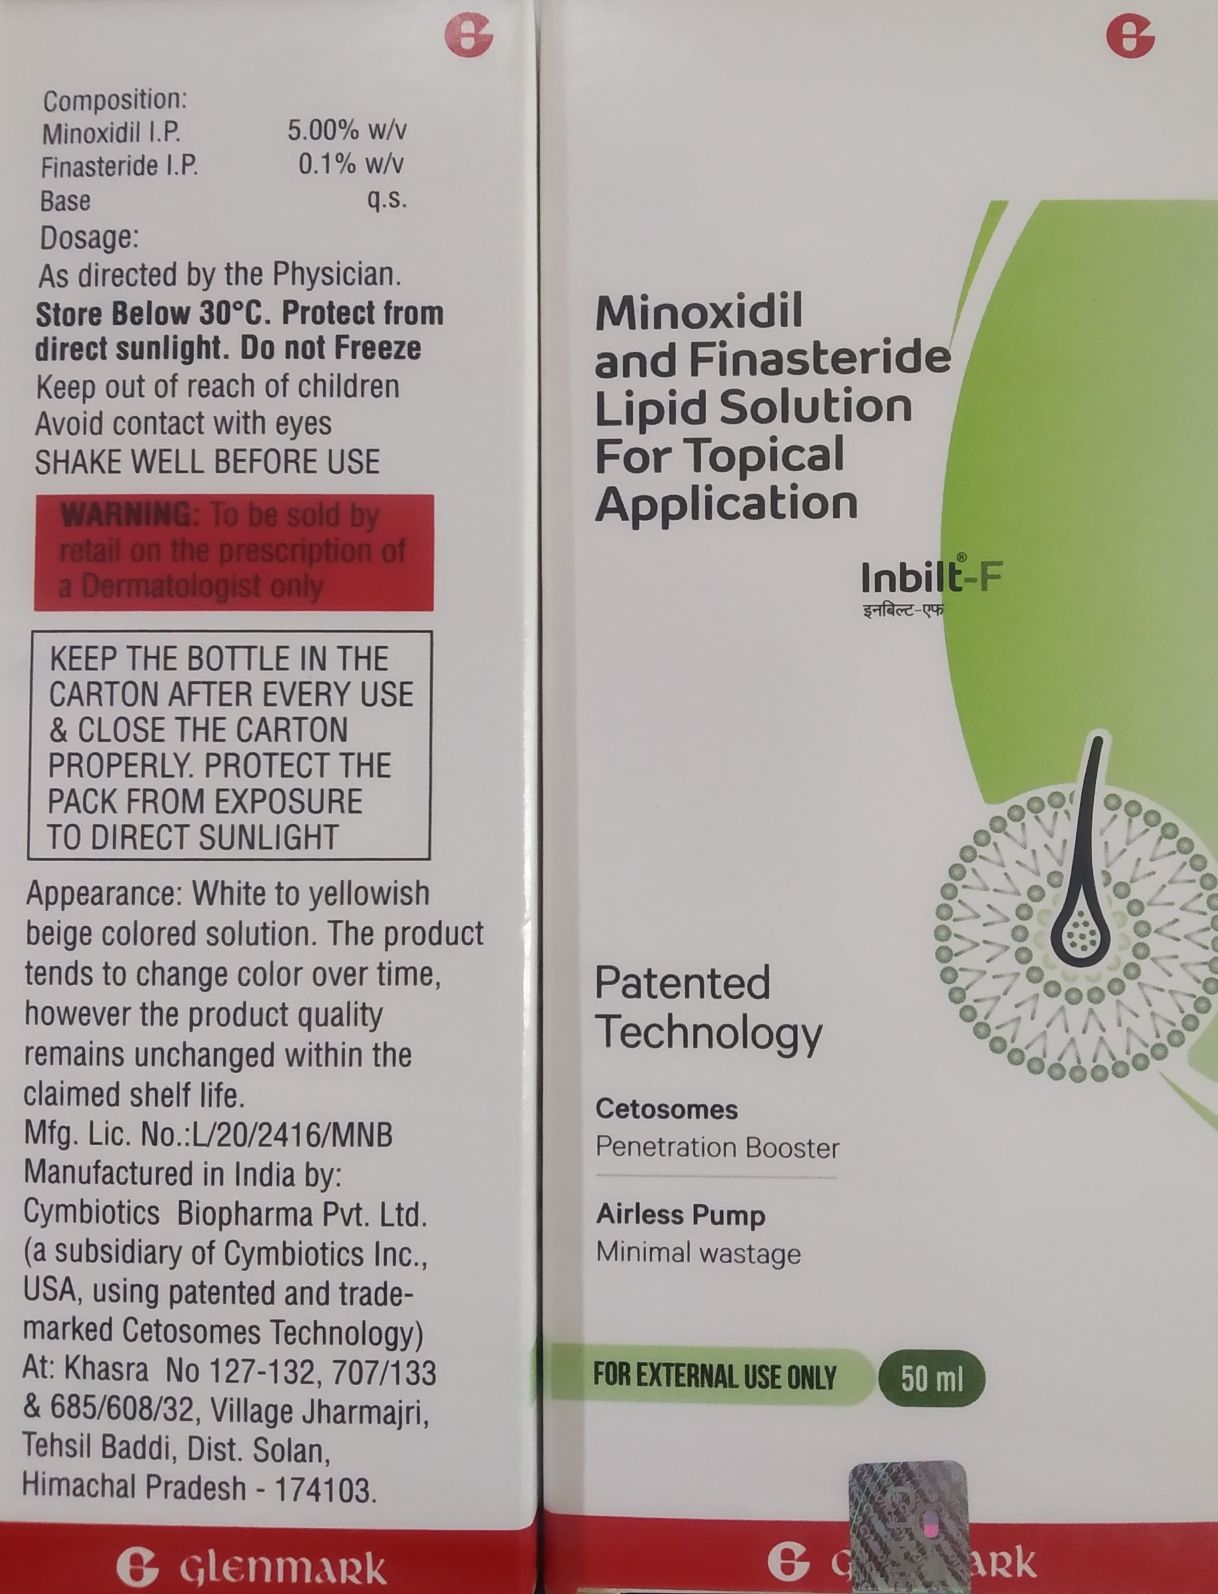 Composition:
Minoxidil I.P. 5.00% w/v
Finasteride I.P. 0.1% w/v
Base q.s.
Dosage:
As directed by the Physician.
Store Below 30°C. Protect from
direct sunlight. Do not Freeze
Keep out of reach of children
Avoid contact with eyes
SHAKE WELL BEFORE USE
WARNING: To be sold by
retail on the prescription of
a Dermatologist only
KEEP THE BOTTLE IN THE
CARTON AFTER EVERY USE
& CLOSE THE CARTON
PROPERLY. PROTECT THE
PACK FROM EXPOSURE
TO DIRECT SUNLIGHT
Appearance: White to yellowish
beige colored solution. The product
tends to change color over time,
however the product quality
remains unchanged within the
claimed shelf life.
Mfg. Lic. No.:L/20/2416/MNB
Manufactured in India by:
Cymbiotics Biopharma Pvt. Ltd.
(a subsidiary of Cymbiotics Inc.,
USA, using patented and trade-
marked Cetosomes Technology)
At: Khasra No 127-132, 707/133
& 685/608/32, Village Jharmajri,
Tehsil Baddi, Dist. Solan,
Himachal Pradesh - 174103.
glenmark
Minoxidil
and Finasteride
Lipid Solution
For Topical
Application
Inbilt®-F
इनबिल्ट-एफ
Patented
Technology
Cetosomes
Penetration Booster
Airless Pump
Minimal wastage
FOR EXTERNAL USE ONLY 50 ml